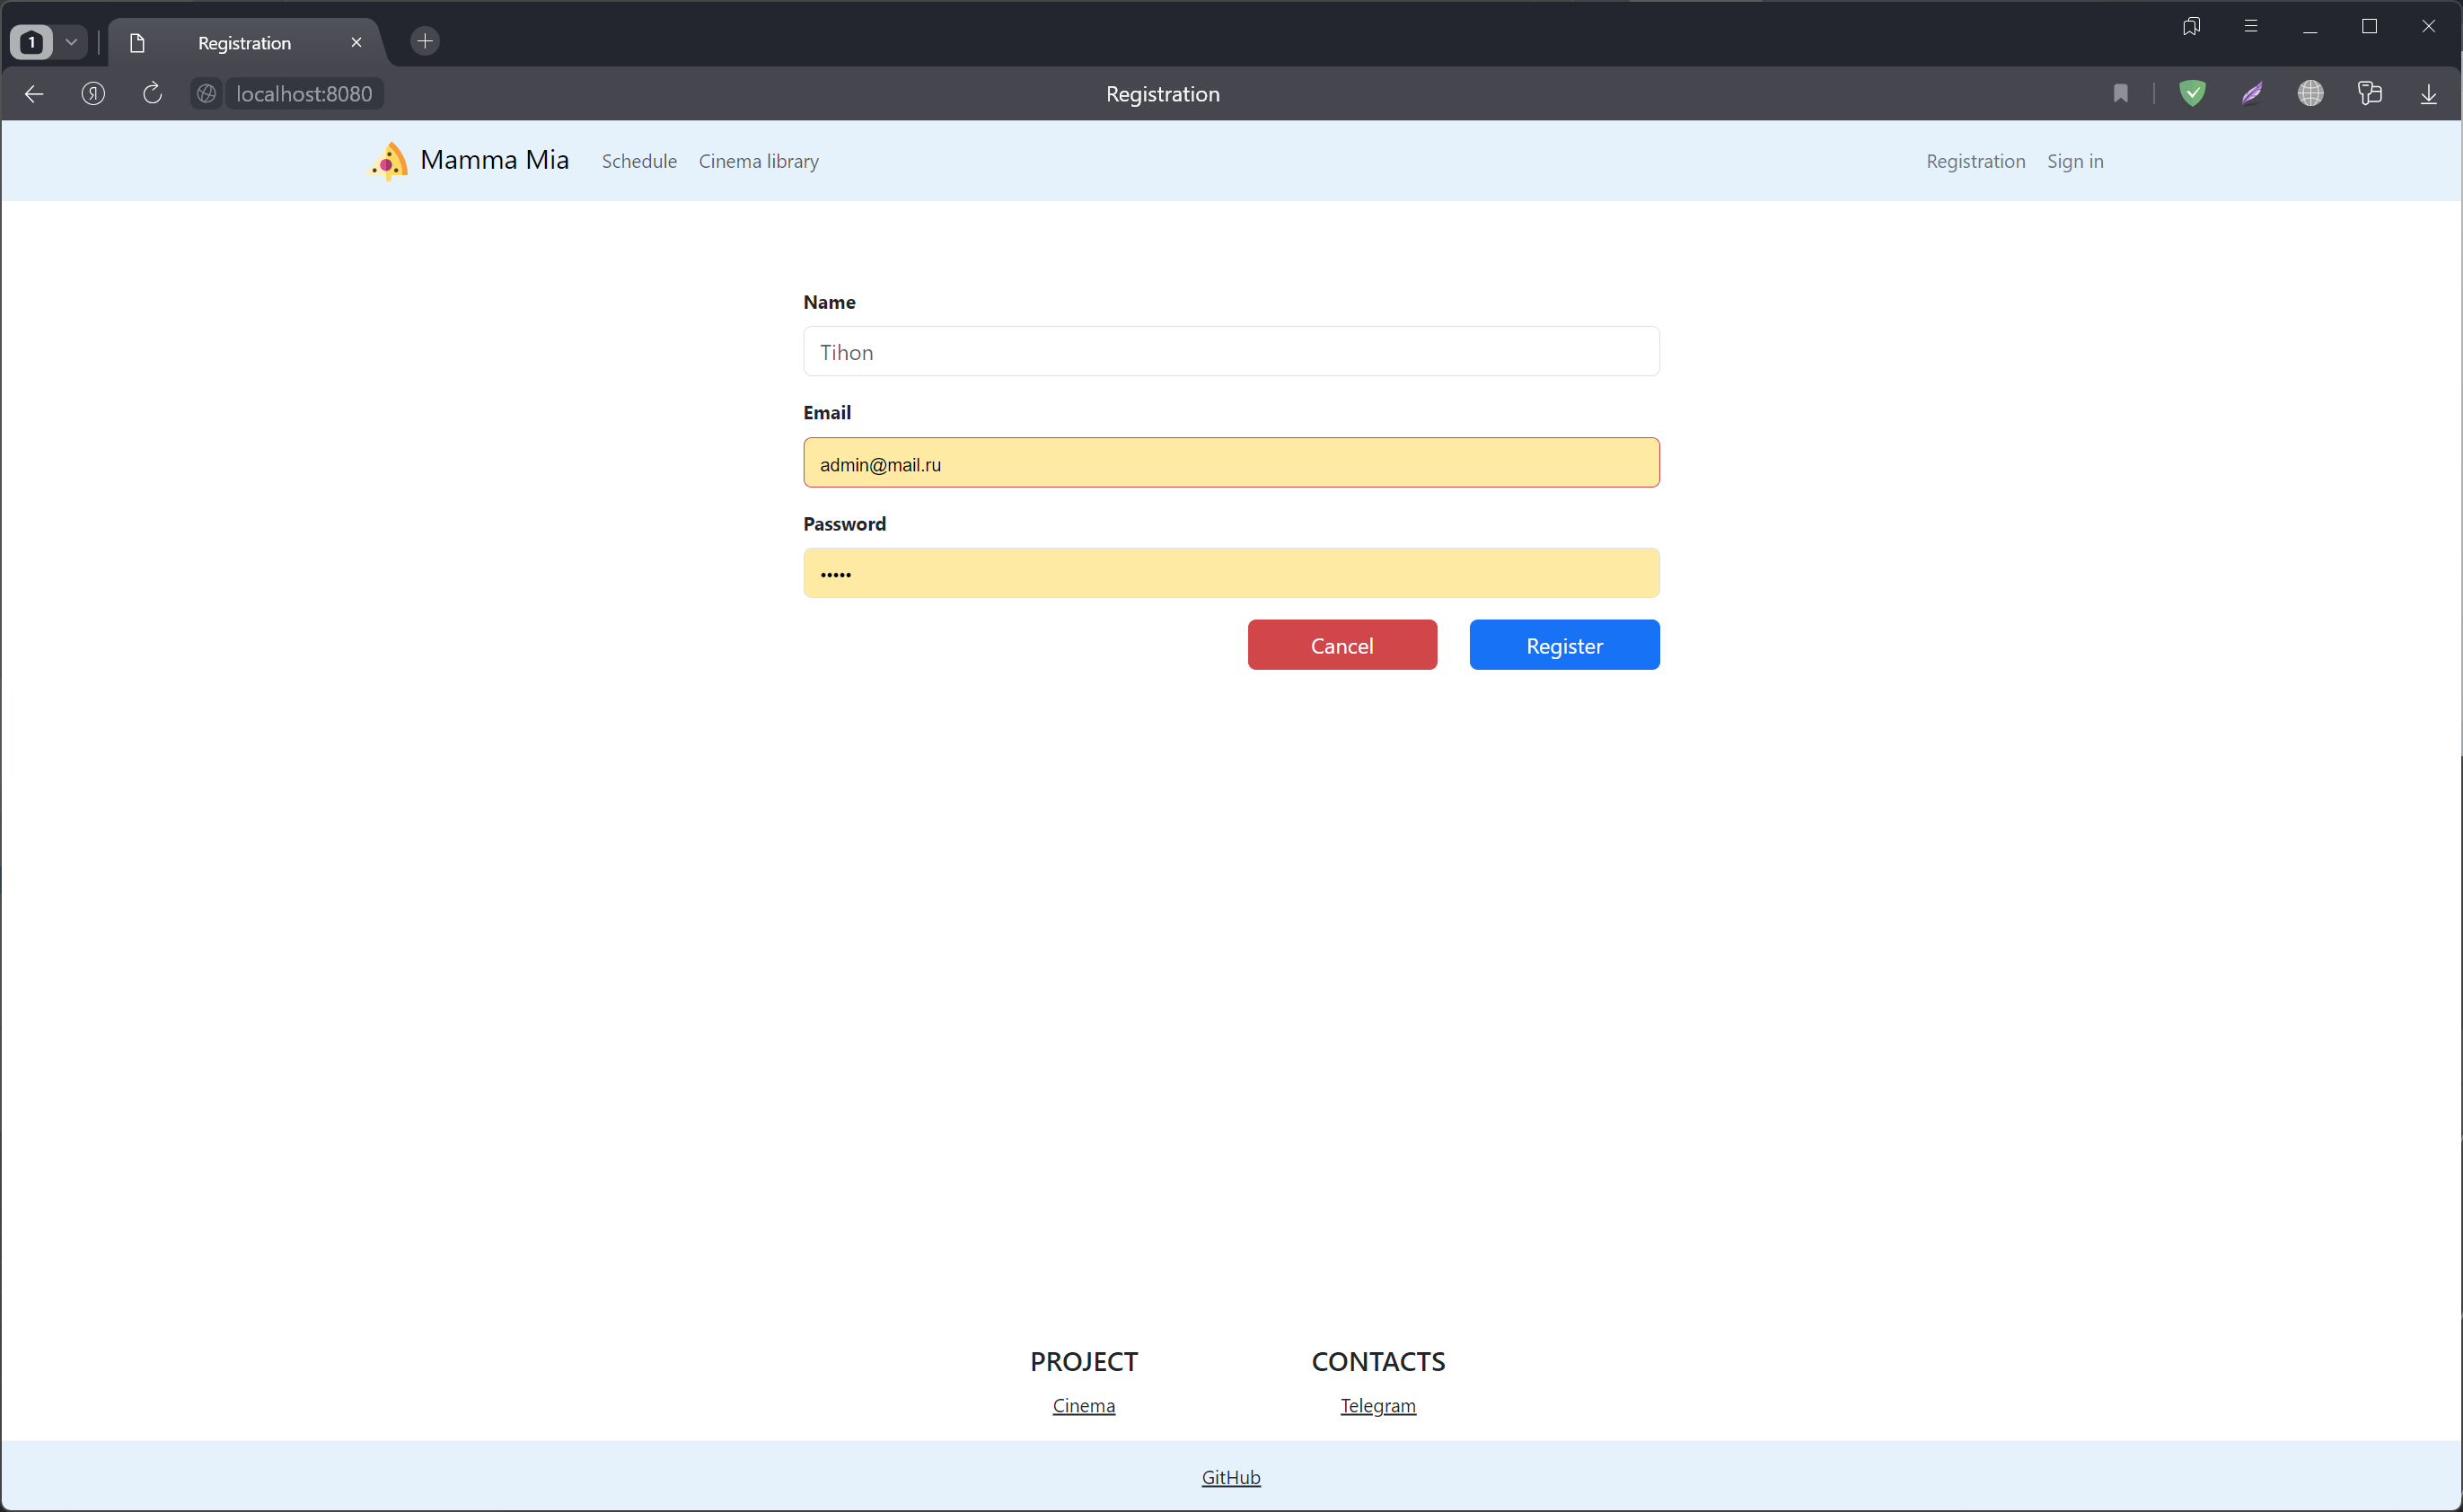 1
Registration
Я
localhost:8080
Registration
Mamma Mia
Schedule
Cinema library
Registration
Sign in
Name
Tihon
Email
admin@mail.ru
Password
•••••
Cancel
Register
PROJECT
CONTACTS
Cinema
Telegram
GitHub